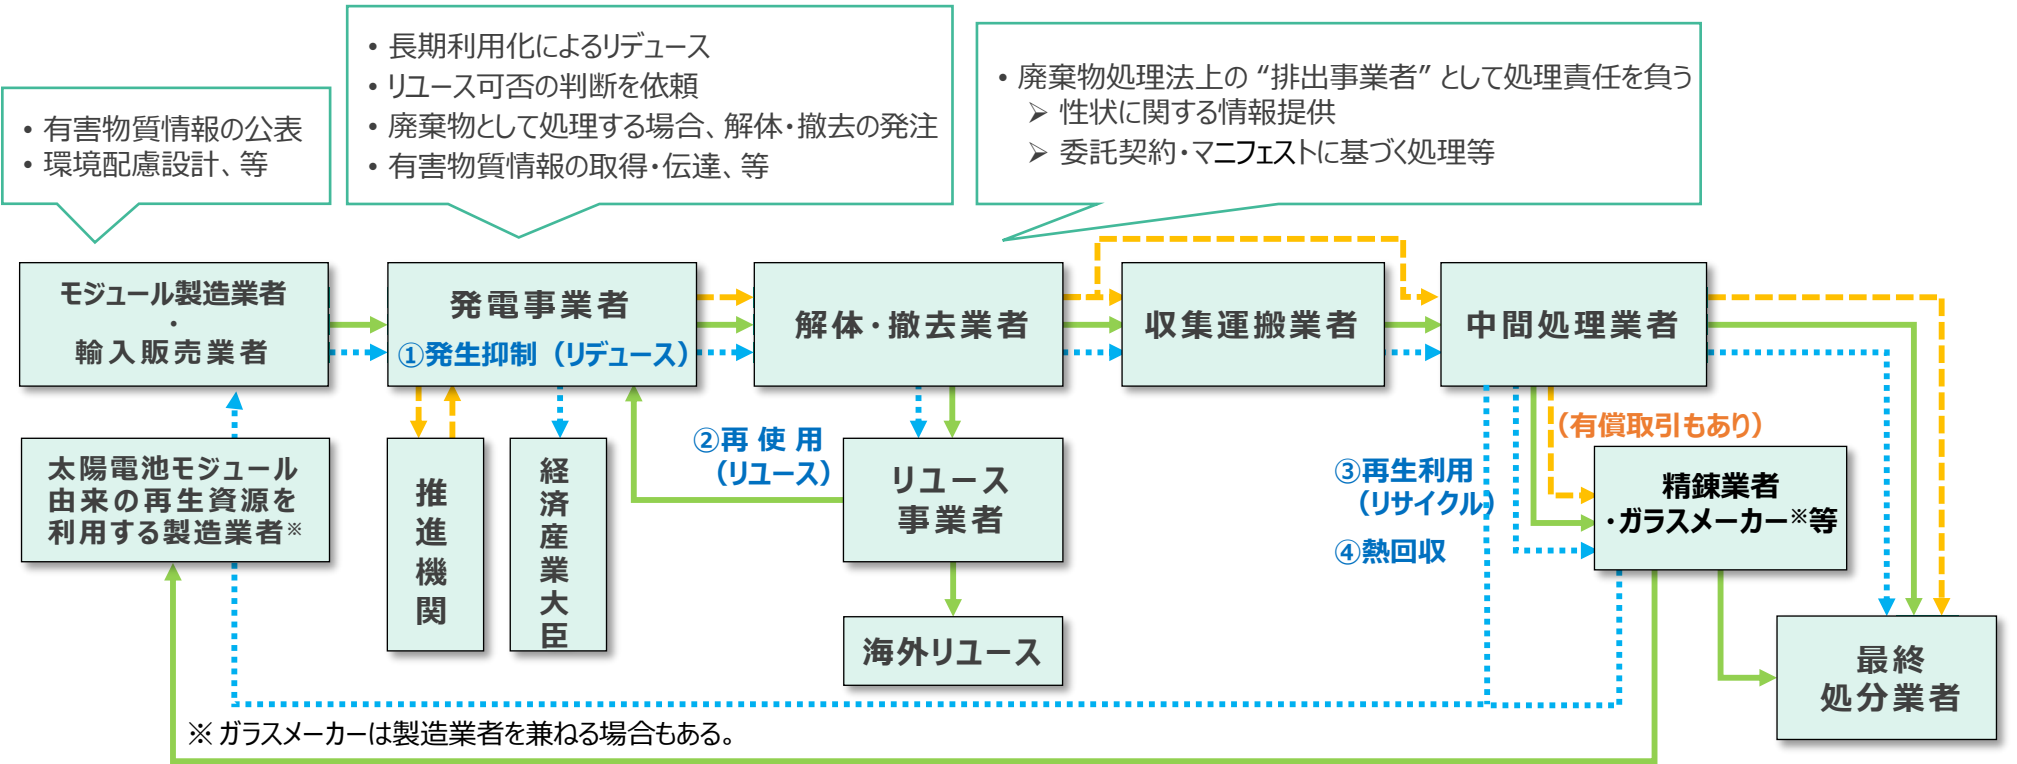 • 有害物質情報の公表
• 環境配慮設計、等
• 長期利用化によるリデュース
• リユース可否の判断を依頼
• 廃棄物として処理する場合、解体・撤去の発注
• 有害物質情報の取得・伝達、等
• 廃棄物処理法上の “排出事業者” として処理責任を負う
➢ 性状に関する情報提供
➢ 委託契約・マニフェストに基づく処理等
モジュール製造業者
・
輸入販売業者
発電事業者
①発生抑制（リデュース）
解体・撤去業者
収集運搬業者
中間処理業者
（有償取引もあり）
太陽電池モジュール
由来の再生資源を
利用する製造業者※
推進機関
経済産業大臣
②再使用
（リユース）
リユース
事業者
海外リユース
③再生利用
（リサイクル）
④熱回収
精錬業者
・ガラスメーカー※等
最終
処分業者
※ ガラスメーカーは製造業者を兼ねる場合もある。